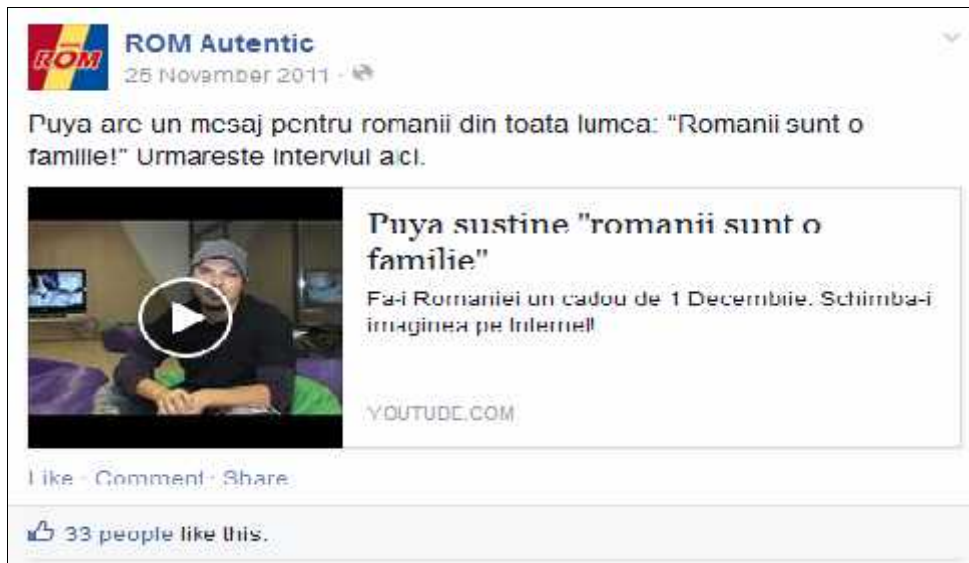 RŌM
ROM Autentic
25 November 2011
Puya are un mesaj pentru romanii din toata lumea: "Romanii sunt o
familie!" Urmareste interviul aici.
Puya sustine "romanii sunt o
familie"
Fa-i Romaniei un cadou de 1 Decembrie. Schimba-i
imaginea pe Internet!
YOUTUBE.COM
Like · Comment · Share
33 people like this.